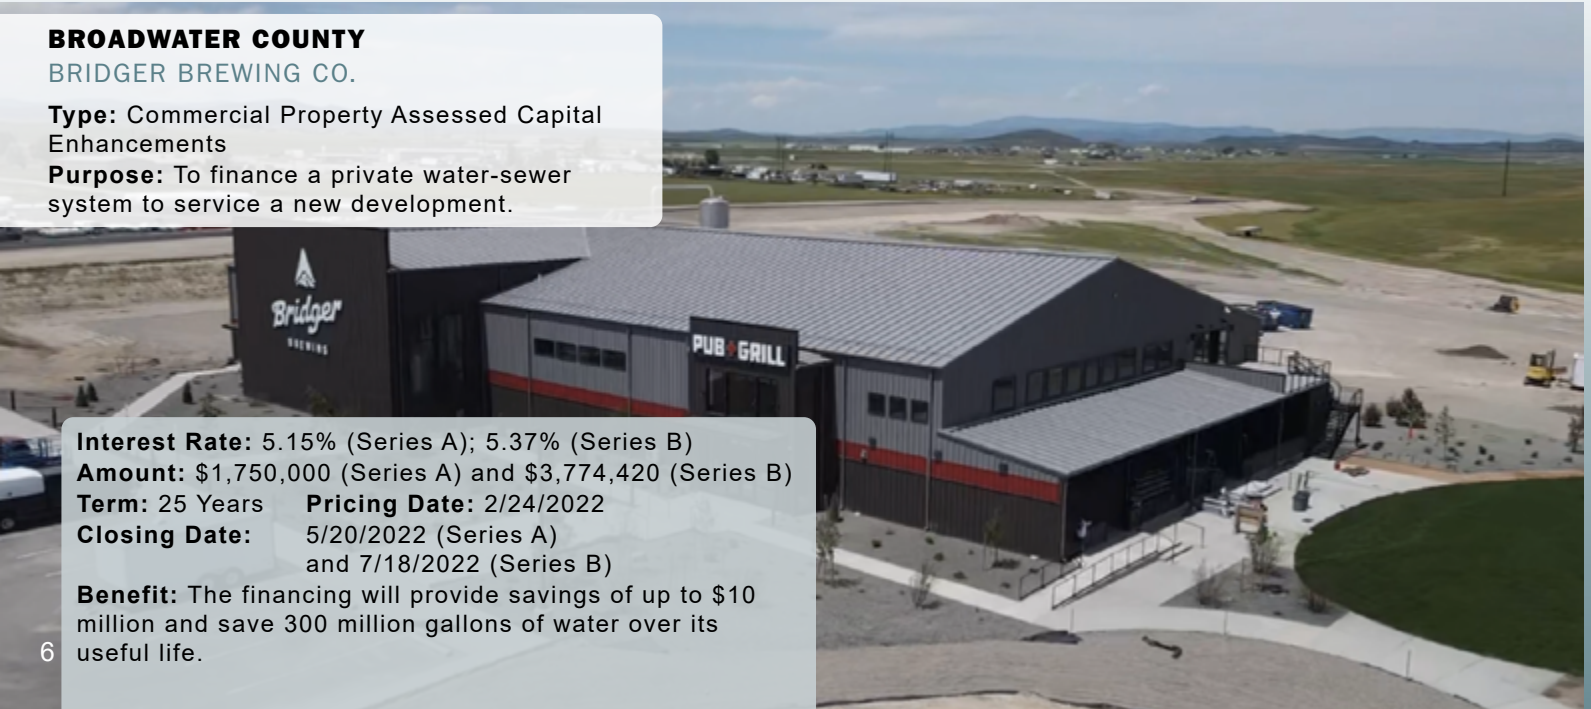 BROADWATER COUNTY
BRIDGER BREWING CO.
Type: Commercial Property Assessed Capital
Enhancements
Purpose: To finance a private water-sewer
system to service a new development.
Bridger
BREWING
PUB+GRILL
Interest Rate: 5.15% (Series A); 5.37% (Series B)
Amount: $1,750,000 (Series A) and $3,774,420 (Series B)
Term: 25 Years Pricing Date: 2/24/2022
Closing Date: 5/20/2022 (Series A)
and 7/18/2022 (Series B)
Benefit: The financing will provide savings of up to $10
million and save 300 million gallons of water over its
useful life.
6